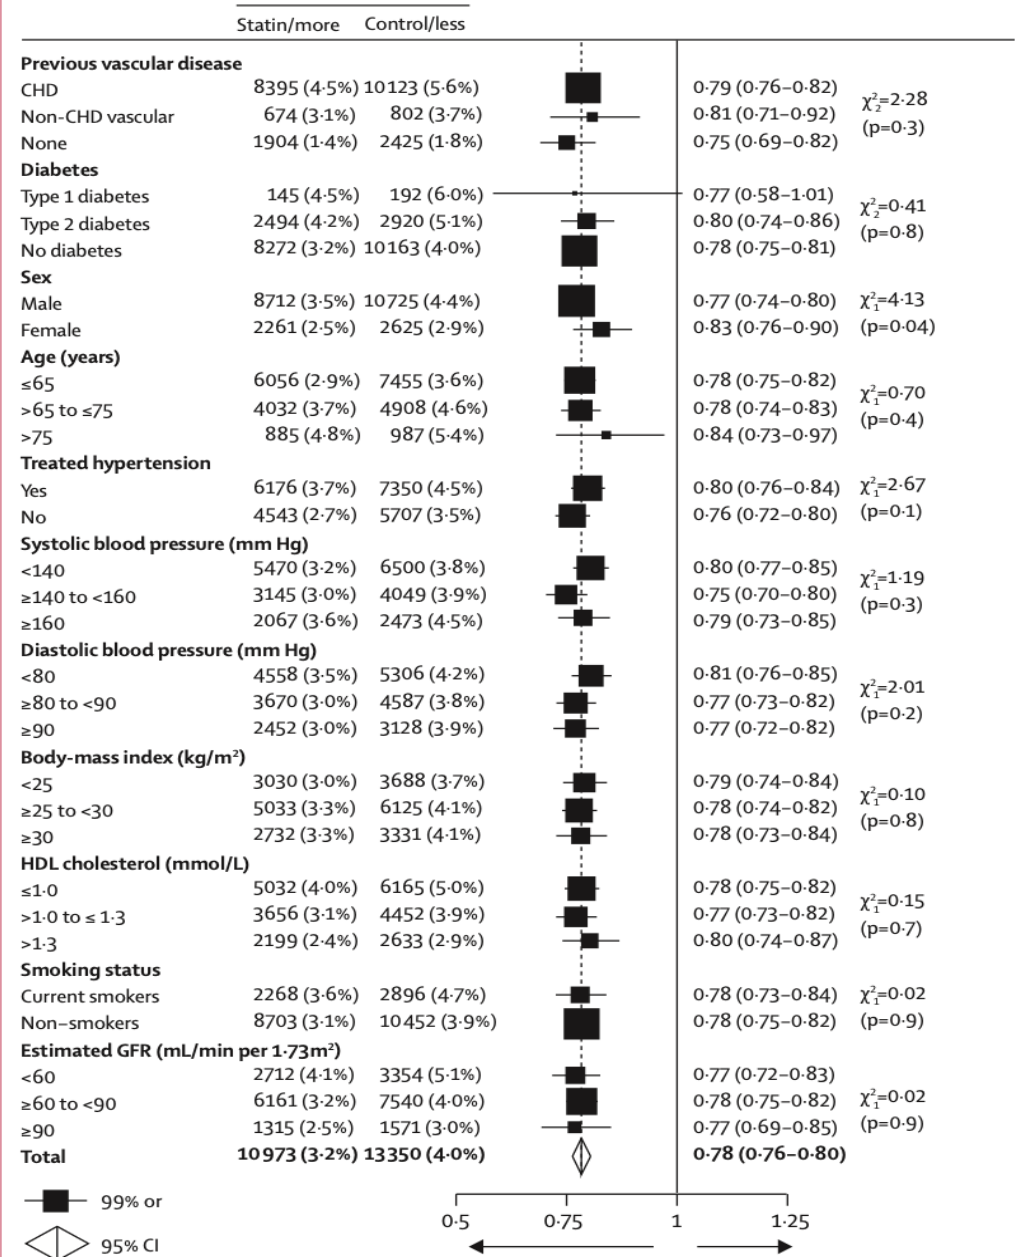 Statin/more Control/less
Previous vascular disease
CHD 8395 (4·5%) 10123 (5·6%) 0·79 (0·76–0·82)
Non-CHD vascular 674 (3·1%) 802 (3·7%) 0·81 (0·71–0·92) χ²₂=2·28 (p=0·3)
None 1904 (1·4%) 2425 (1·8%) 0·75 (0·69–0·82)
Diabetes
Type 1 diabetes 145 (4·5%) 192 (6·0%) 0·77 (0·58–1·01)
Type 2 diabetes 2494 (4·2%) 2920 (5·1%) 0·80 (0·74–0·86) χ²₂=0·41 (p=0·8)
No diabetes 8272 (3·2%) 10163 (4·0%) 0·78 (0·75–0·81)
Sex
Male 8712 (3·5%) 10725 (4·4%) 0·77 (0·74–0·80) χ²₁=4·13
Female 2261 (2·5%) 2625 (2·9%) 0·83 (0·76–0·90) (p=0·04)
Age (years)
≤65 6056 (2·9%) 7455 (3·6%) 0·78 (0·75–0·82)
>65 to ≤75 4032 (3·7%) 4908 (4·6%) 0·78 (0·74–0·83) χ²₁=0·70 (p=0·4)
>75 885 (4·8%) 987 (5·4%) 0·84 (0·73–0·97)
Treated hypertension
Yes 6176 (3·7%) 7350 (4·5%) 0·80 (0·76–0·84) χ²₁=2·67
No 4543 (2·7%) 5707 (3·5%) 0·76 (0·72–0·80) (p=0·1)
Systolic blood pressure (mm Hg)
<140 5470 (3·2%) 6500 (3·8%) 0·80 (0·77–0·85)
≥140 to <160 3145 (3·0%) 4049 (3·9%) 0·75 (0·70–0·80) χ²₁=1·19 (p=0·3)
≥160 2067 (3·6%) 2473 (4·5%) 0·79 (0·73–0·85)
Diastolic blood pressure (mm Hg)
<80 4558 (3·5%) 5306 (4·2%) 0·81 (0·76–0·85)
≥80 to <90 3670 (3·0%) 4587 (3·8%) 0·77 (0·73–0·82) χ²₁=2·01 (p=0·2)
≥90 2452 (3·0%) 3128 (3·9%) 0·77 (0·72–0·82)
Body-mass index (kg/m²)
<25 3030 (3·0%) 3688 (3·7%) 0·79 (0·74–0·84)
≥25 to <30 5033 (3·3%) 6125 (4·1%) 0·78 (0·74–0·82) χ²₁=0·10 (p=0·8)
≥30 2732 (3·3%) 3331 (4·1%) 0·78 (0·73–0·84)
HDL cholesterol (mmol/L)
≤1·0 5032 (4·0%) 6165 (5·0%) 0·78 (0·75–0·82)
>1·0 to ≤ 1·3 3656 (3·1%) 4452 (3·9%) 0·77 (0·73–0·82) χ²₁=0·15 (p=0·7)
>1·3 2199 (2·4%) 2633 (2·9%) 0·80 (0·74–0·87)
Smoking status
Current smokers 2268 (3·6%) 2896 (4·7%) 0·78 (0·73–0·84) χ²₁=0·02
Non–smokers 8703 (3·1%) 10452 (3·9%) 0·78 (0·75–0·82) (p=0·9)
Estimated GFR (mL/min per 1·73m²)
<60 2712 (4·1%) 3354 (5·1%) 0·77 (0·72–0·83)
≥60 to <90 6161 (3·2%) 7540 (4·0%) 0·78 (0·75–0·82) χ²₁=0·02 (p=0·9)
≥90 1315 (2·5%) 1571 (3·0%) 0·77 (0·69–0·85)
Total 10973 (3·2%) 13350 (4·0%) 0·78 (0·76–0·80)
99% or
95% CI
0·5 0·75 1 1·25